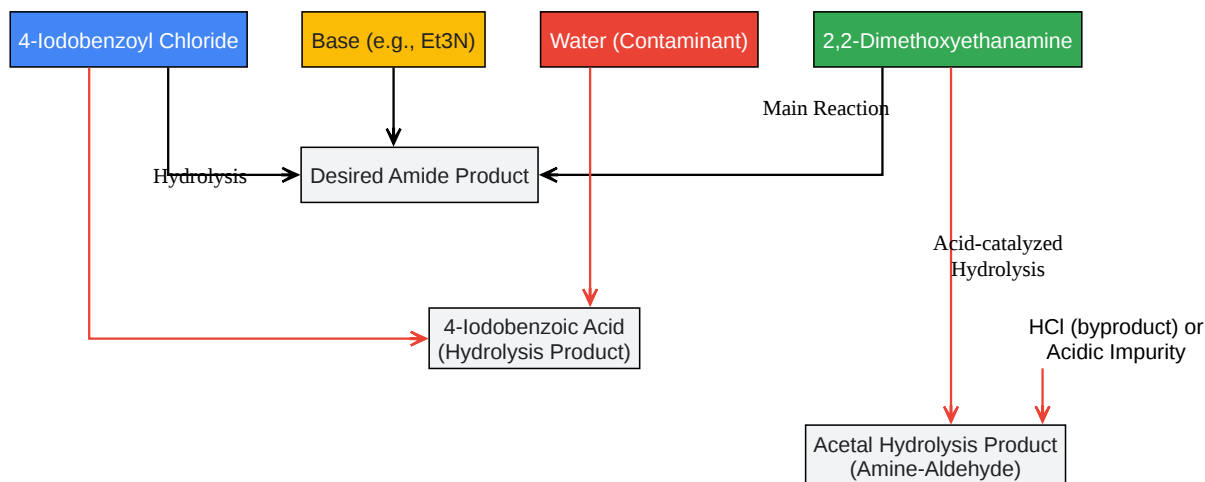 4-Iodobenzoyl Chloride
Base (e.g., Et3N)
Water (Contaminant)
2,2-Dimethoxyethanamine
Main Reaction
Hydrolysis
Desired Amide Product
Acid-catalyzed
Hydrolysis
4-Iodobenzoic Acid
(Hydrolysis Product)
HCl (byproduct) or
Acidic Impurity
Acetal Hydrolysis Product
(Amine-Aldehyde)